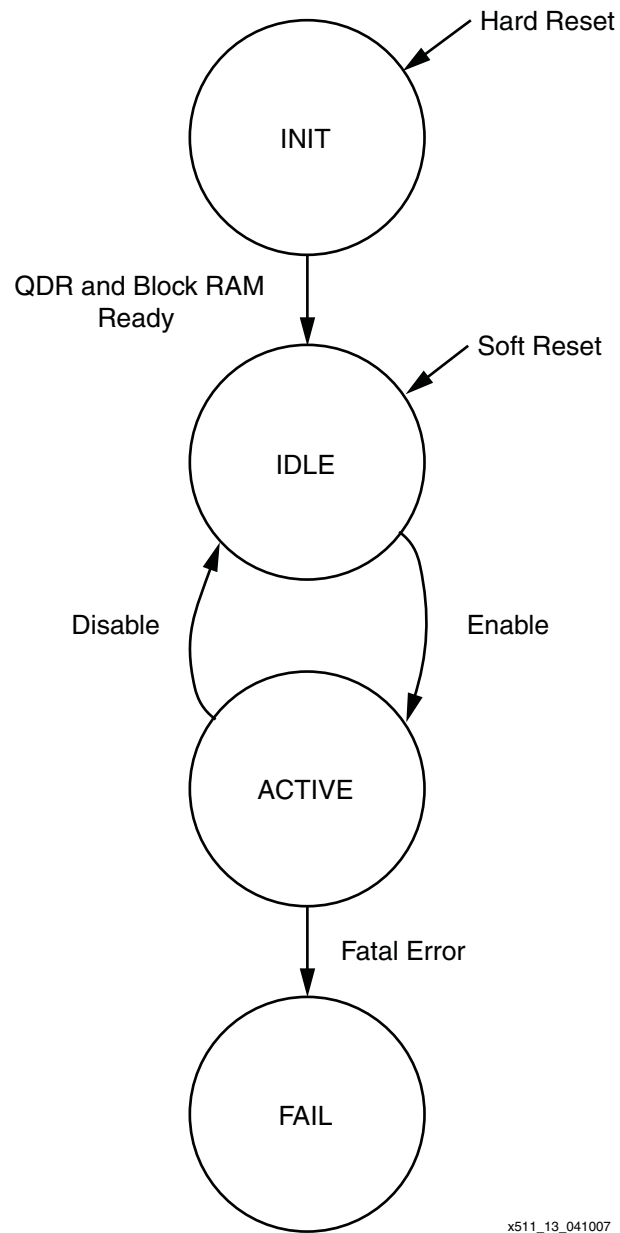 Hard Reset
INIT
QDR and Block RAM
Ready
Soft Reset
IDLE
Disable
Enable
ACTIVE
Fatal Error
FAIL
x511_13_041007